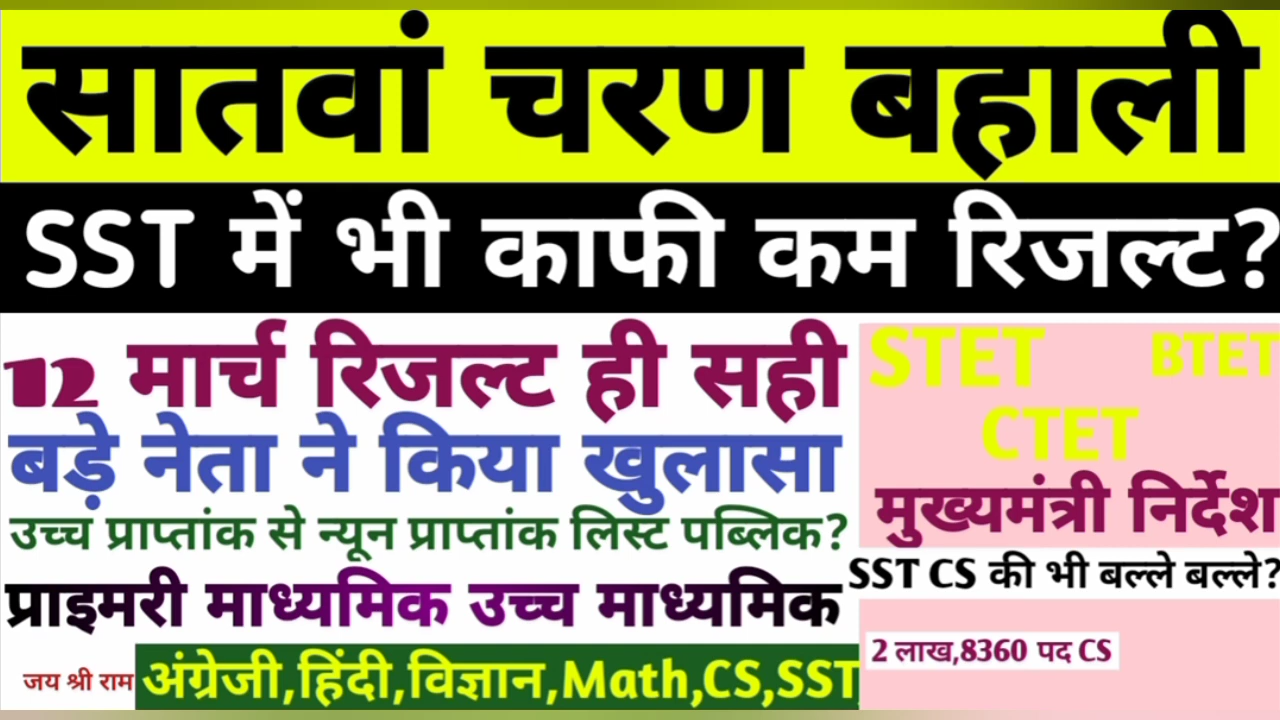 सातवां चरण बहाली
SST में भी काफी कम रिजल्ट?
12 मार्च रिजल्ट ही सही
बड़े नेता ने किया खुलासा
उच्च प्राप्तांक से न्यून प्राप्तांक लिस्ट पब्लिक?
प्राइमरी माध्यमिक उच्च माध्यमिक
जय श्री राम
अंग्रेजी,हिंदी,विज्ञान,Math,CS,SST,
STET BTET
CTET
मुख्यमंत्री निर्देश
SST CS की भी बल्ले बल्ले?
2 लाख,8360 पद CS